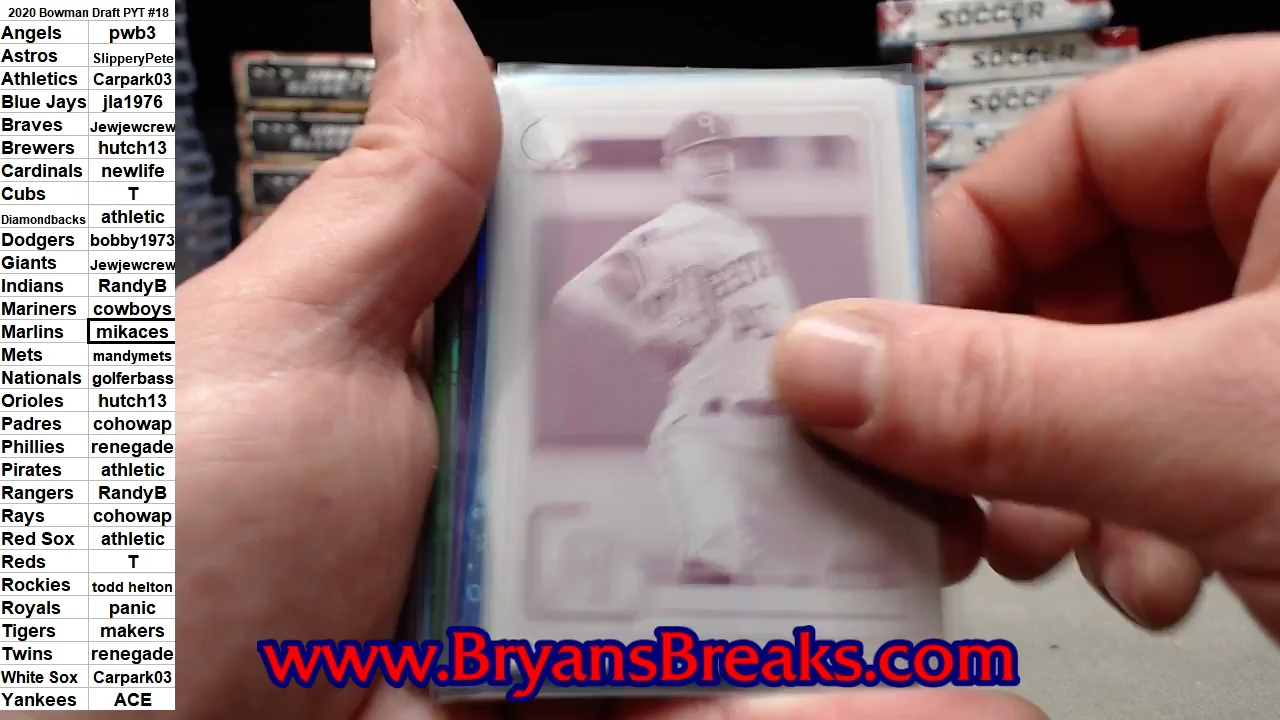 2020 Bowman Draft PYT #18
Angels pwb3
Astros SlipperyPete
Athletics Carpark03
Blue Jays jla1976
Braves Jewjewcrew
Brewers hutch13
Cardinals newlife
Cubs T
Diamondbacks athletic
Dodgers bobby1973
Giants Jewjewcrew
Indians RandyB
Mariners cowboys
Marlins mikaces
Mets mandymets
Nationals golferbass
Orioles hutch13
Padres cohowap
Phillies renegade
Pirates athletic
Rangers RandyB
Rays cohowap
Red Sox athletic
Reds T
Rockies todd helton
Royals panic
Tigers makers
Twins renegade
White Sox Carpark03
Yankees ACE
SOCCER
SOCCER
SOCCER
SOCCER
www.BryansBreaks.com